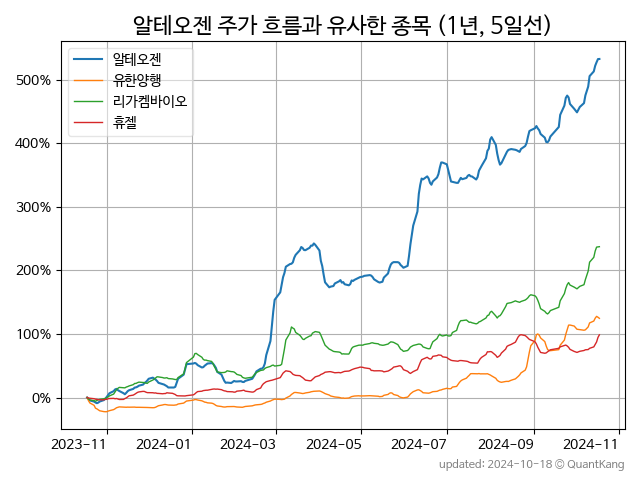 알테오젠 주가 흐름과 유사한 종목 (1년, 5일선)
알테오젠
유한양행
리가켐바이오
휴젤
500%
400%
300%
200%
100%
0%
2023-11 2024-01 2024-03 2024-05 2024-07 2024-09 2024-11
updated: 2024-10-18 © QuantKang